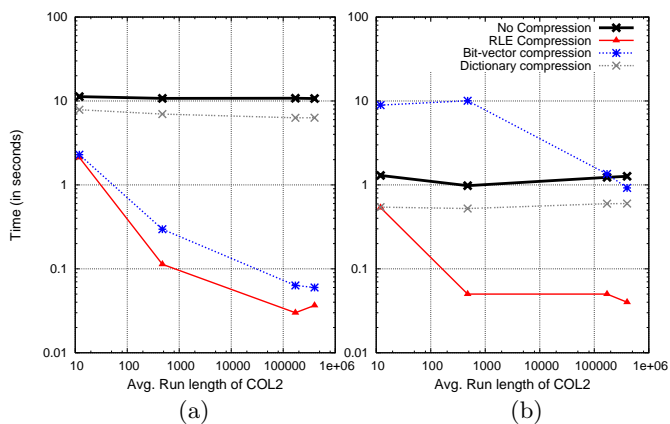 100
10
1
0.1
0.01
Time (in seconds)
10 100 1000 10000 100000 1e+06
Avg. Run length of COL2
(a)
100
10
1
0.1
0.01
No Compression
RLE Compression
Bit-vector compression
Dictionary compression
10 100 1000 10000 100000 1e+06
Avg. Run length of COL2
(b)